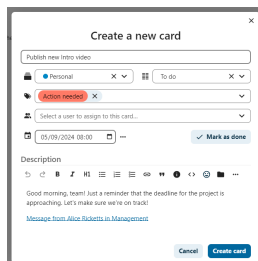 Create a new card
Publish new Intro video
Personal
To do
Action needed
Select a user to assign to this card...
05/09/2024 08:00
Mark as done
Description
B I H1
Good morning, team! Just a reminder that the deadline for the project is
approaching. Let's make sure we're on track!
Message from Alice Ricketts in Management
Cancel Create card